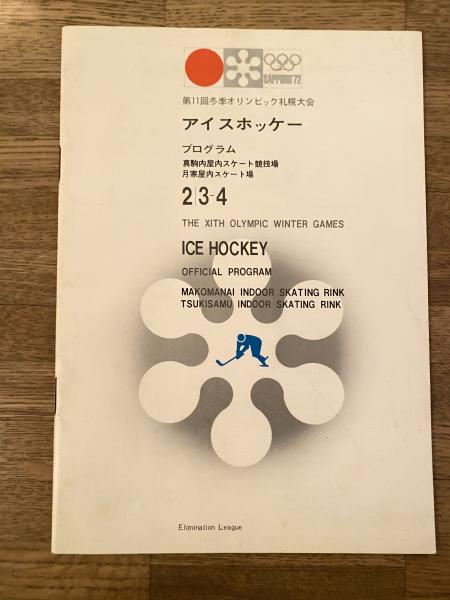 SAPPORO'72
第11回冬季オリンピック札幌大会
アイスホッケー
プログラム
真駒内屋内スケート競技場
月寒屋内スケート場
2/3-4
THE XITH OLYMPIC WINTER GAMES
ICE HOCKEY
OFFICIAL PROGRAM
MAKOMANAI INDOOR SKATING RINK
TSUKISAMU INDOOR SKATING RINK
Elimination League